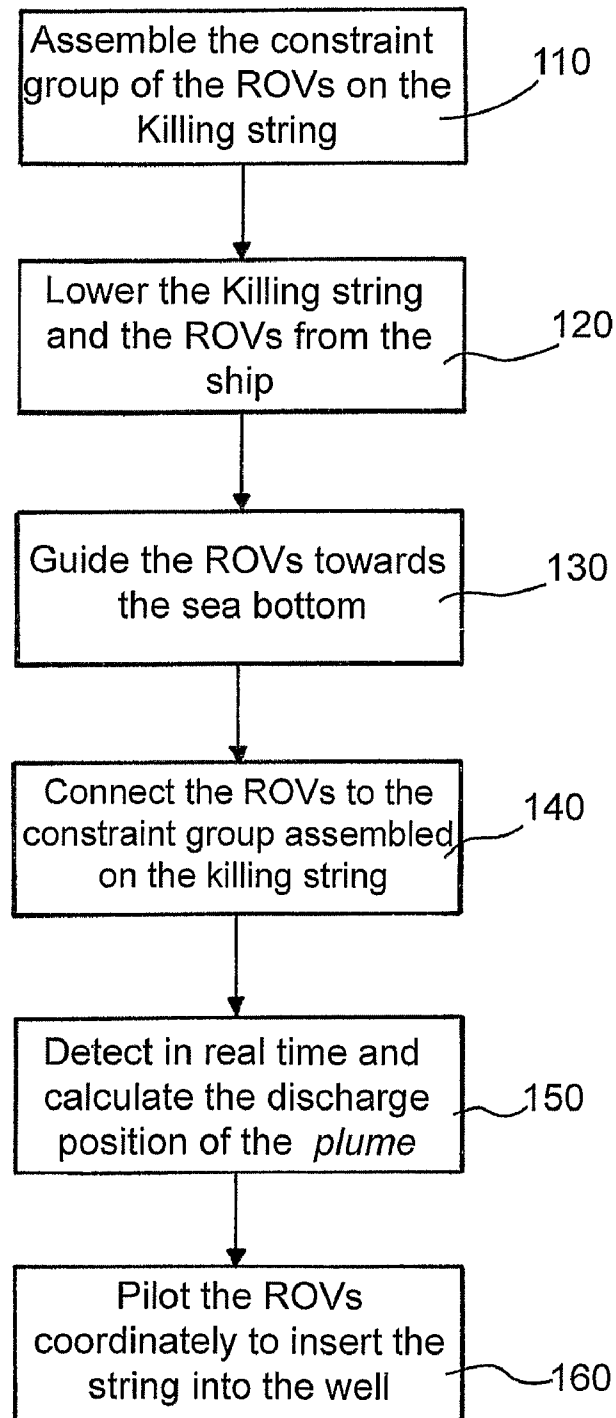 Assemble the constraint
group of the ROVs on the
Killing string
110
Lower the Killing string
and the ROVs from the
ship
120
Guide the ROVs towards
the sea bottom
130
Connect the ROVs to the
constraint group assembled
on the killing string
140
Detect in real time and
calculate the discharge
position of the plume
150
Pilot the ROVs
coordinately to insert the
string into the well
160